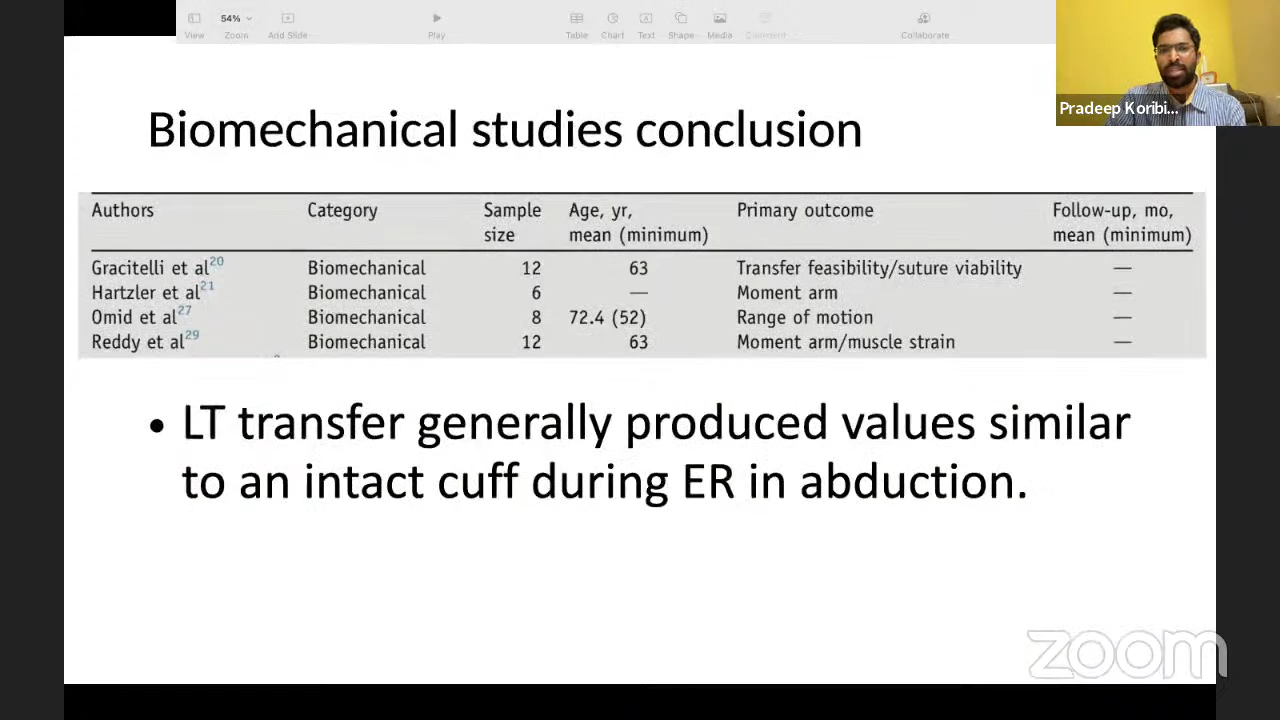 54%
View Zoom Add Slide Play Table Chart Text Shape Media Comment Collaborate
Pradeep Koribi...
Biomechanical studies conclusion
Authors Category Sample size Age, yr, mean (minimum) Primary outcome Follow-up, mo, mean (minimum)
Gracitelli et al20 Biomechanical 12 63 Transfer feasibility/suture viability —
Hartzler et al21 Biomechanical 6 — Moment arm —
Omid et al27 Biomechanical 8 72.4 (52) Range of motion —
Reddy et al29 Biomechanical 12 63 Moment arm/muscle strain —
• LT transfer generally produced values similar
to an intact cuff during ER in abduction.
zoom